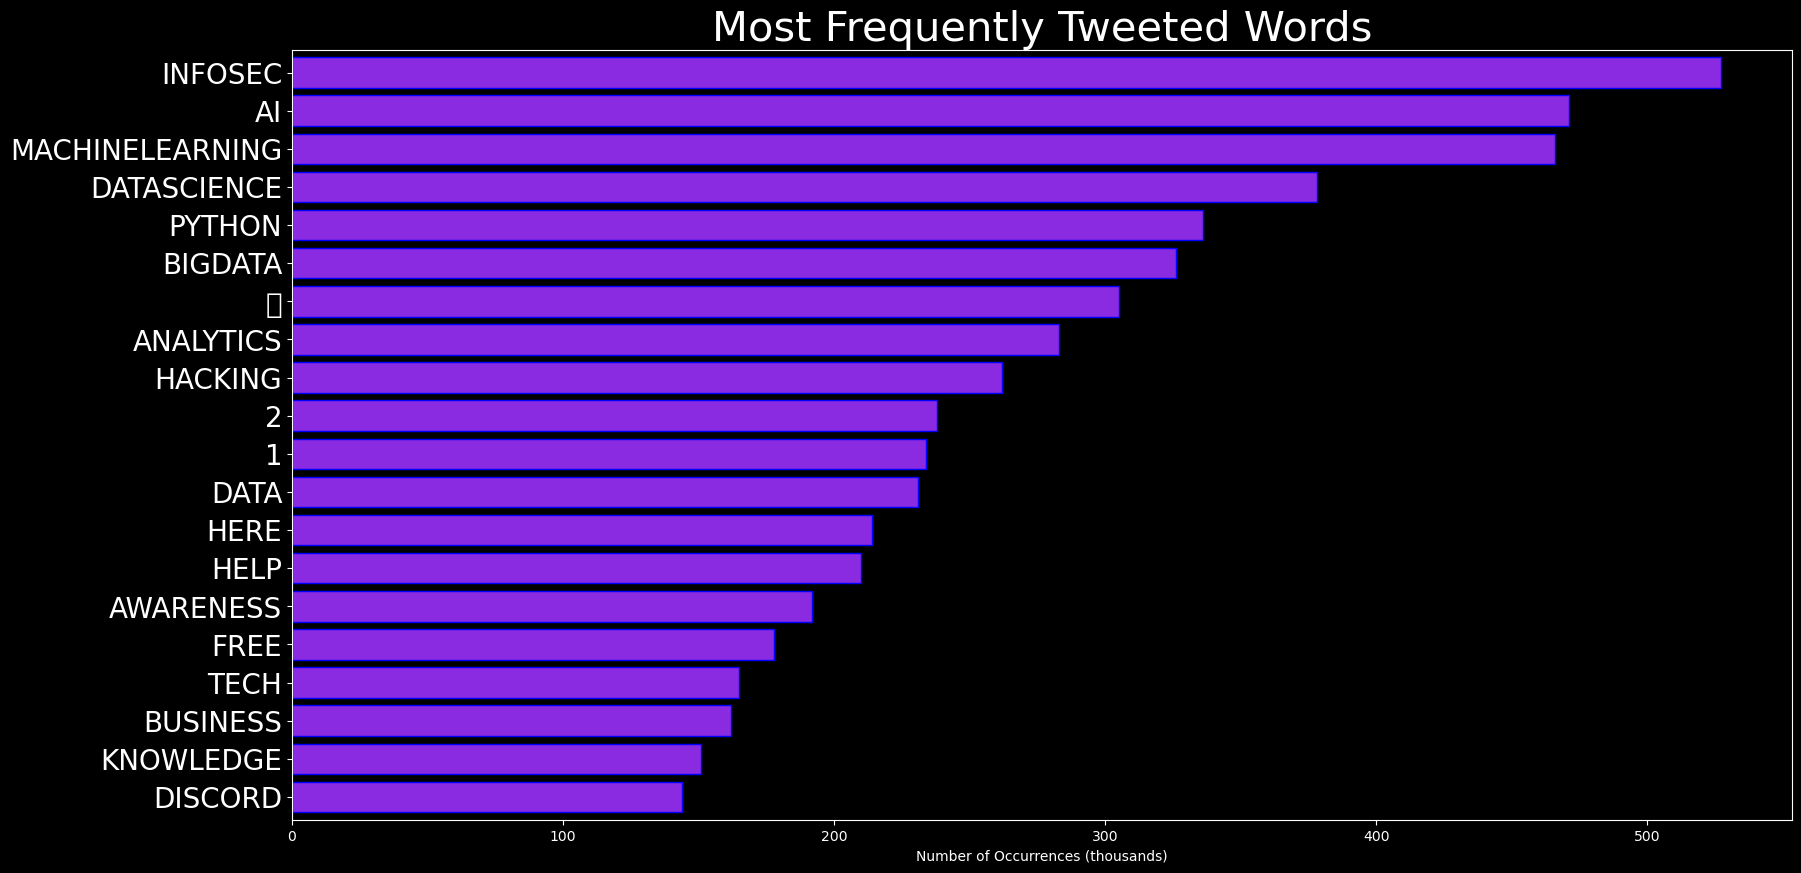 Most Frequently Tweeted Words
INFOSEC
AI
MACHINELEARNING
DATASCIENCE
PYTHON
BIGDATA
ANALYTICS
HACKING
2
1
DATA
HERE
HELP
AWARENESS
FREE
TECH
BUSINESS
KNOWLEDGE
DISCORD
0 100 200 300 400 500
Number of Occurrences (thousands)